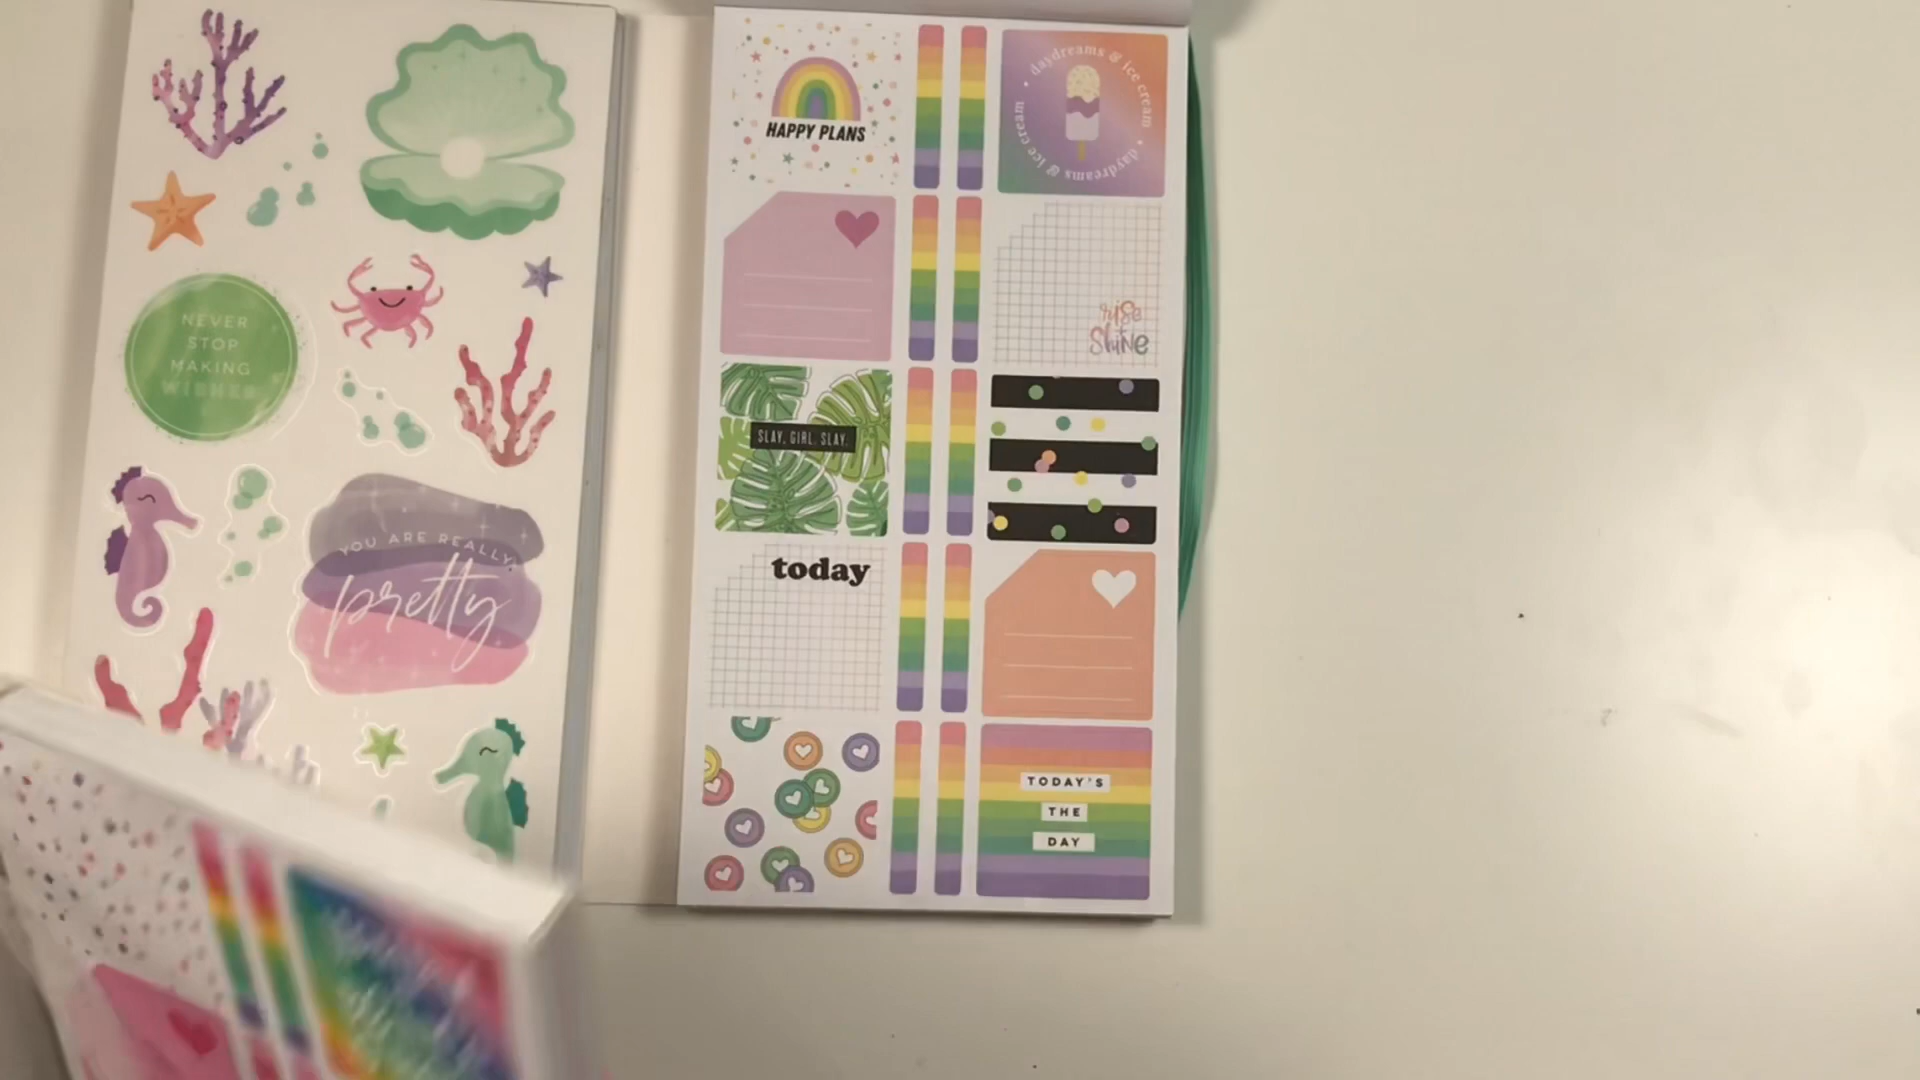 NEVER
STOP
MAKING
WISHES
YOU ARE REALLY
pretty
HAPPY PLANS
daydreams & ice cream • daydreams & ice cream •
rise
Shine
SLAY, GIRL. SLAY.
today
TODAY'S
THE
DAY